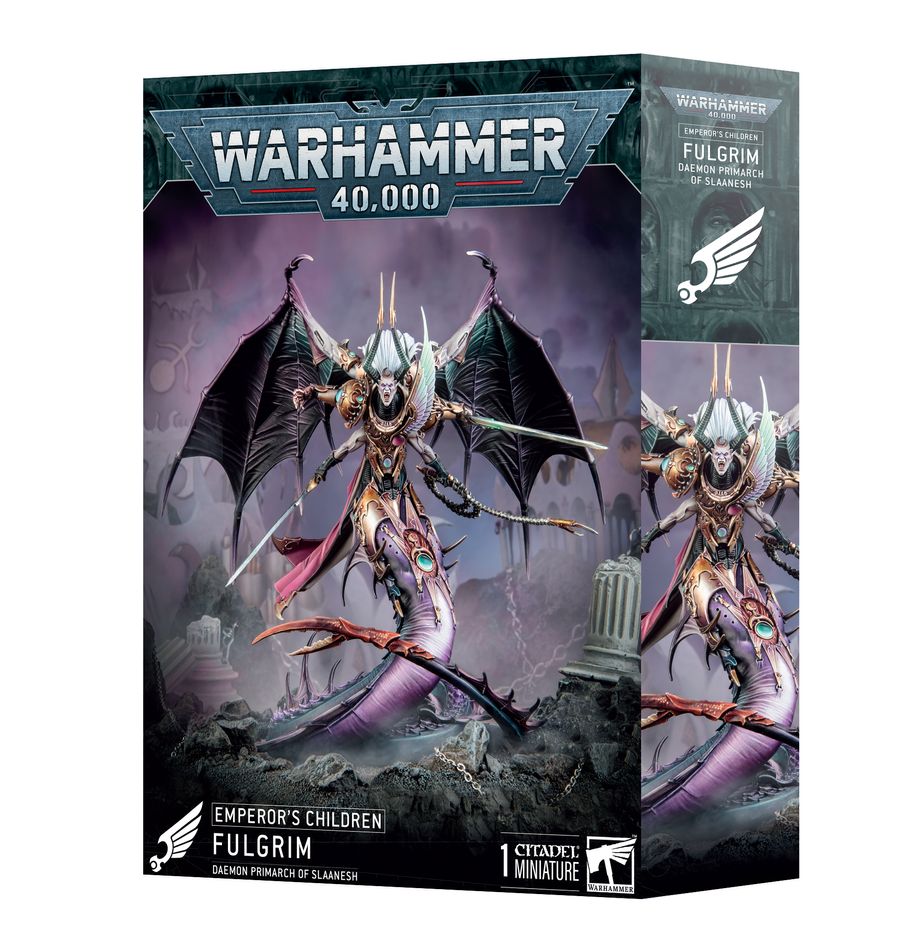 WARHAMMER
40,000
EMPEROR'S CHILDREN
FULGRIM
DAEMON PRIMARCH OF SLAANESH
1 CITADEL
MINIATURE
WARHAMMER
WARHAMMER
40,000
EMPEROR'S CHILDREN
FULGRIM
DAEMON PRIMARCH
OF SLAANESH